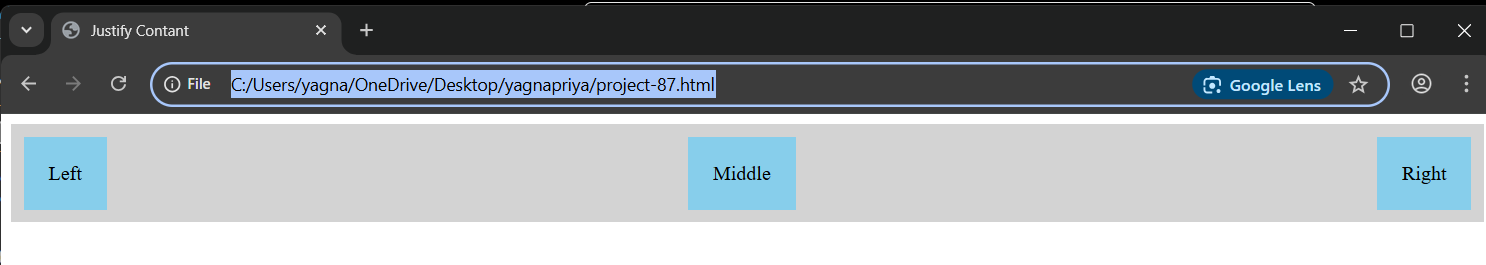 Justify Contant
File C:/Users/yagna/OneDrive/Desktop/yagnapriya/project-87.html Google Lens
Left Middle Right